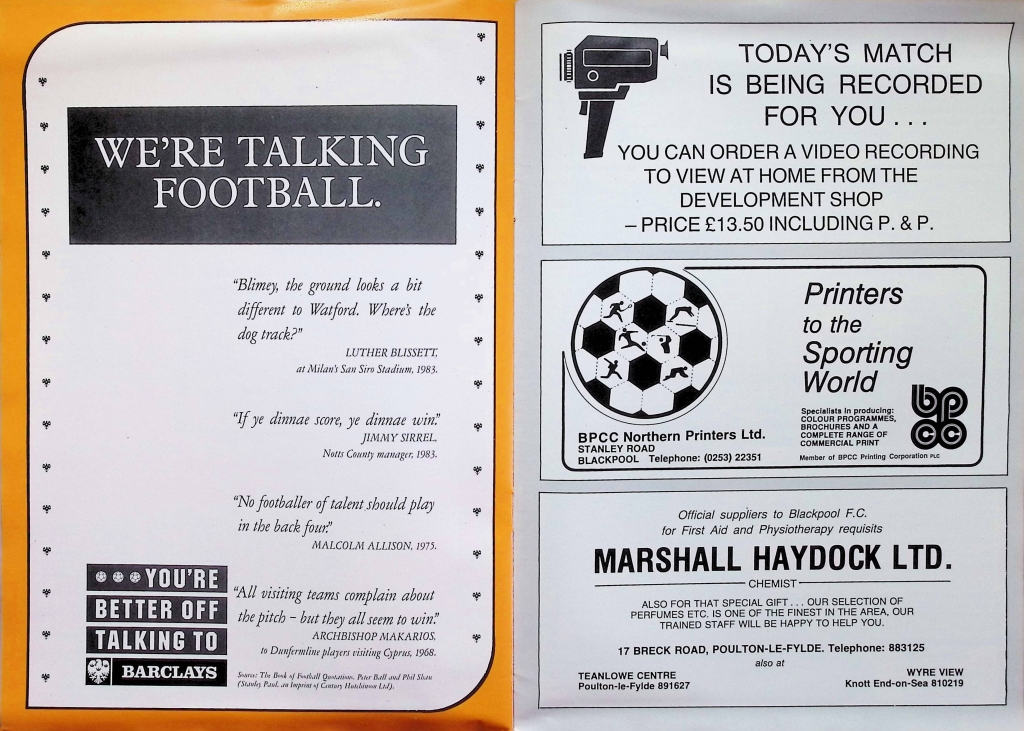 WE'RE TALKING
FOOTBALL.
"Blimey, the ground looks a bit
different to Watford. Where's the
dog track?"
LUTHER BLISSETT,
at Milan's San Siro Stadium, 1983.
"If ye dinnae score, ye dinnae win."
JIMMY SIRREL.
Notts County manager, 1983.
"No footballer of talent should play
in the back four."
MALCOLM ALLISON, 1975.
"All visiting teams complain about
the pitch – but they all seem to win."
ARCHBISHOP MAKARIOS,
to Dunfermline players visiting Cyprus, 1968.
Source: The Book of Football Quotations. Peter Ball and Phil Shaw
(Stanley Paul, an Imprint of Century Hutchinson Ltd).
YOU'RE
BETTER OFF
TALKING TO
BARCLAYS
TODAY'S MATCH
IS BEING RECORDED
FOR YOU . . .
YOU CAN ORDER A VIDEO RECORDING
TO VIEW AT HOME FROM THE
DEVELOPMENT SHOP
– PRICE £13.50 INCLUDING P. & P.
Printers
to the
Sporting
World
Specialists in producing:
COLOUR PROGRAMMES,
BROCHURES AND A
COMPLETE RANGE OF
COMMERCIAL PRINT
Member of BPCC Printing Corporation PLC
bpcc
BPCC Northern Printers Ltd.
STANLEY ROAD
BLACKPOOL Telephone: (0253) 22351
Official suppliers to Blackpool F.C.
for First Aid and Physiotherapy requisits
MARSHALL HAYDOCK LTD.
CHEMIST
ALSO FOR THAT SPECIAL GIFT . . . OUR SELECTION OF
PERFUMES ETC. IS ONE OF THE FINEST IN THE AREA, OUR
TRAINED STAFF WILL BE HAPPY TO HELP YOU.
17 BRECK ROAD, POULTON-LE-FYLDE. Telephone: 883125
also at
TEANLOWE CENTRE
Poulton-le-Fylde 891627
WYRE VIEW
Knott End-on-Sea 810219